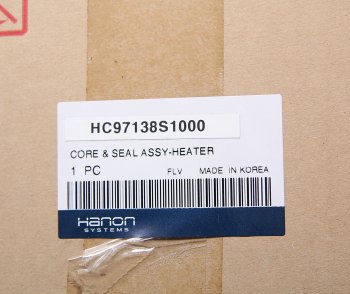 HC97138S1000
CORE & SEAL ASSY-HEATER
1 PC FLV MADE IN KOREA
Hanon
SYSTEMS